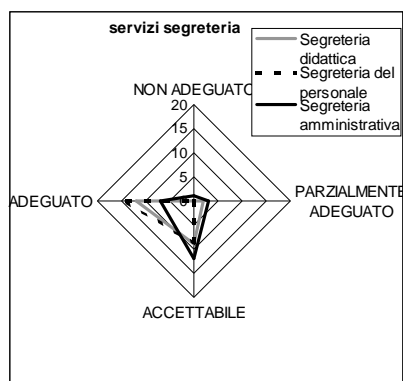 servizi segreteria
Segreteria
didattica
Segreteria del
personale
Segreteria
amministrativa
NON ADEGUATO
20
15
10
5
0
ADEGUATO
PARZIALMENTE
ADEGUATO
ACCETTABILE